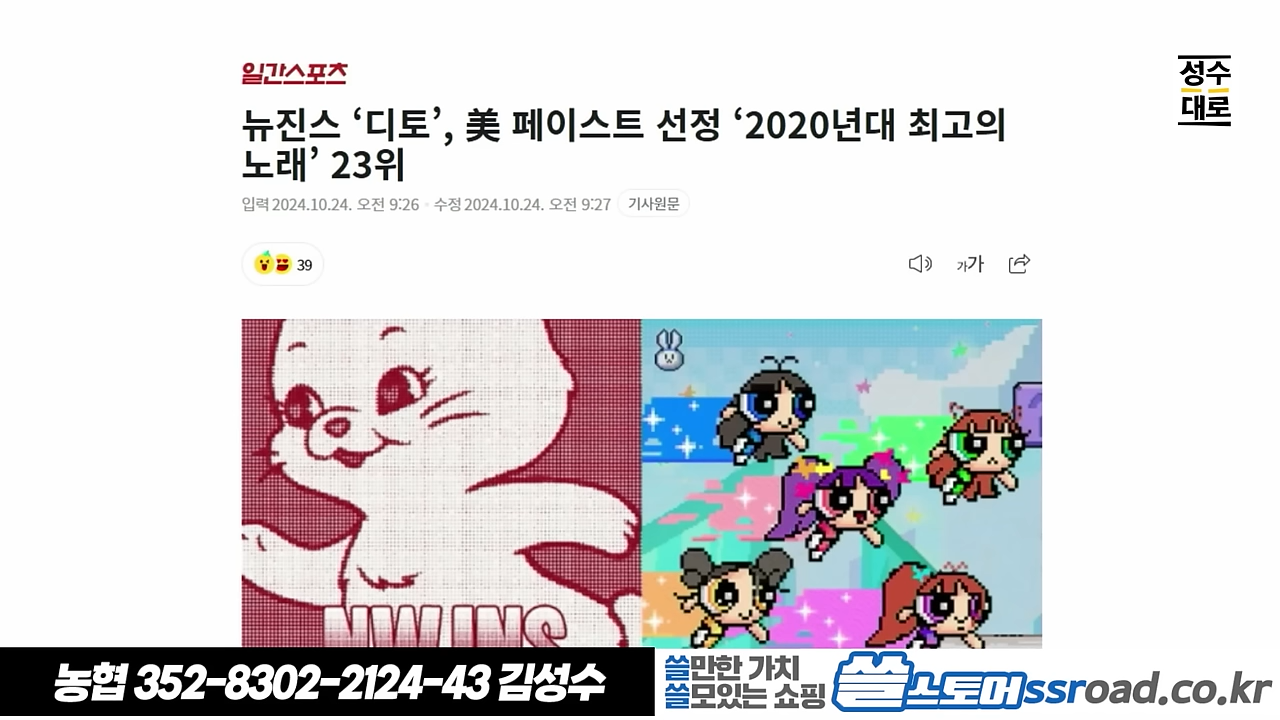 일간스포츠
성수
대로
뉴진스 ‘디토’, 美 페이스트 선정 ‘2020년대 최고의
노래’ 23위
입력 2024.10.24. 오전 9:26 · 수정 2024.10.24. 오전 9:27 기사원문
39
가가
NWJNS
농협 352-8302-2124-43 김성수
쓸만한 가치
쓸모있는 쇼핑
쓸스토어 ssroad.co.kr